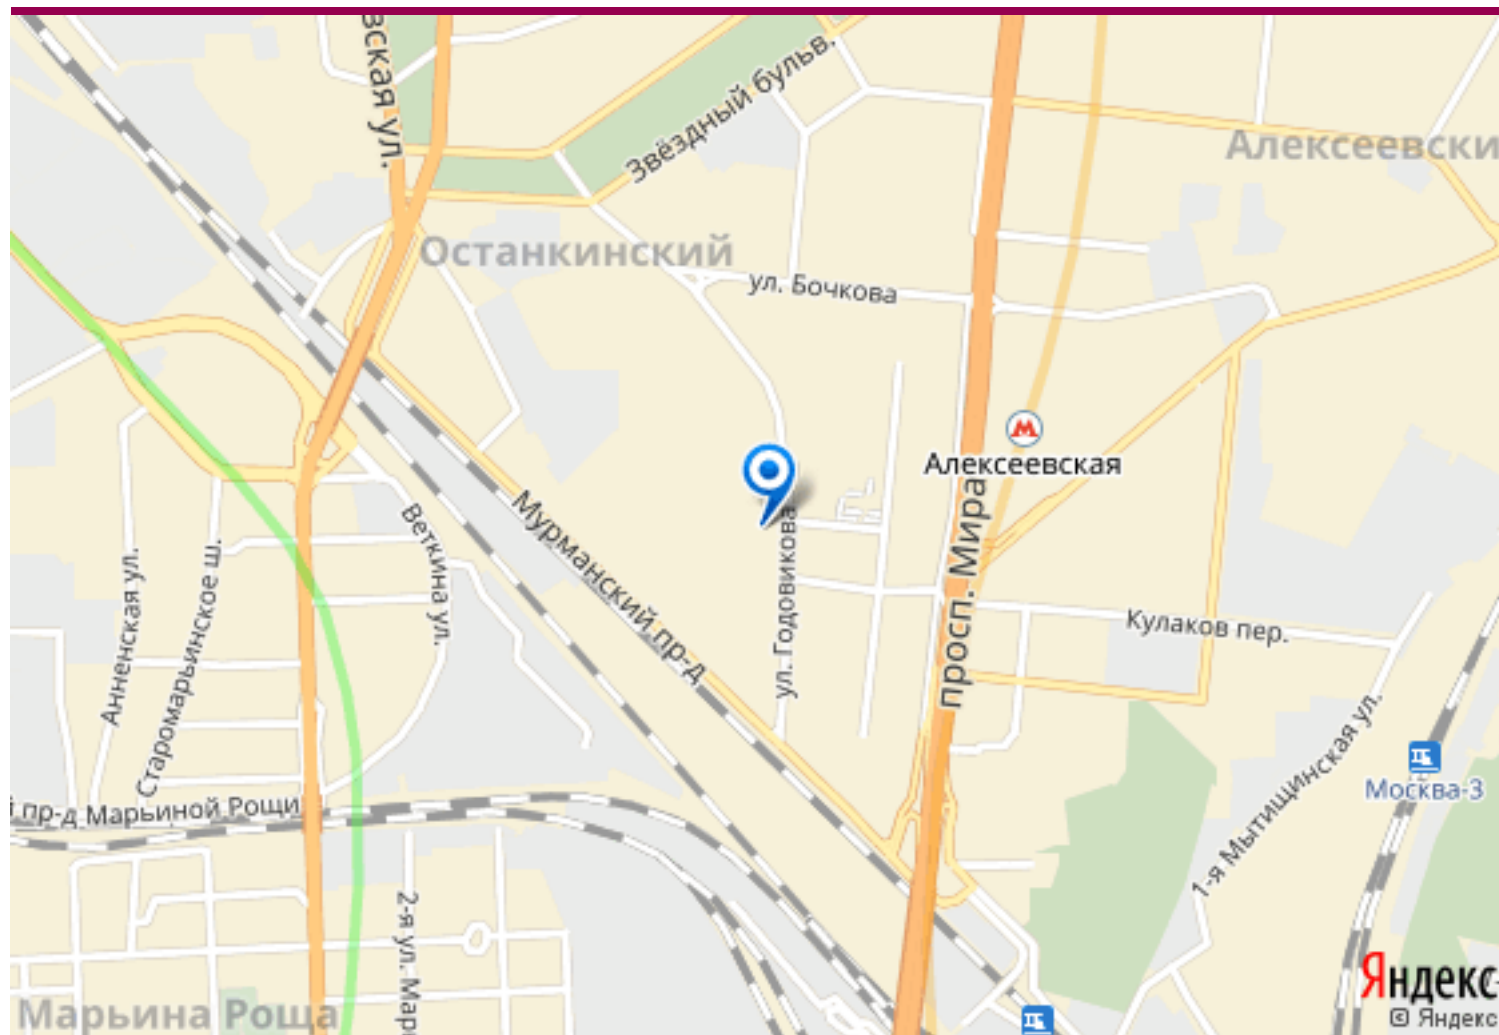 вская ул.
Звёздный бульв.
Алексеевски
Останкинский
ул. Бочкова
Алексеевская
просп. Мира
Мурманский пр-д
ул. Годовикова
Веткина ул.
Анненская ул.
Старомарьинское ш.
Кулаков пер.
1-я Мытищинская ул.
Москва-3
й пр-д Марьиной Рощи
2-я ул. Мар
Марьина Роща
Яндекс
© Яндекс